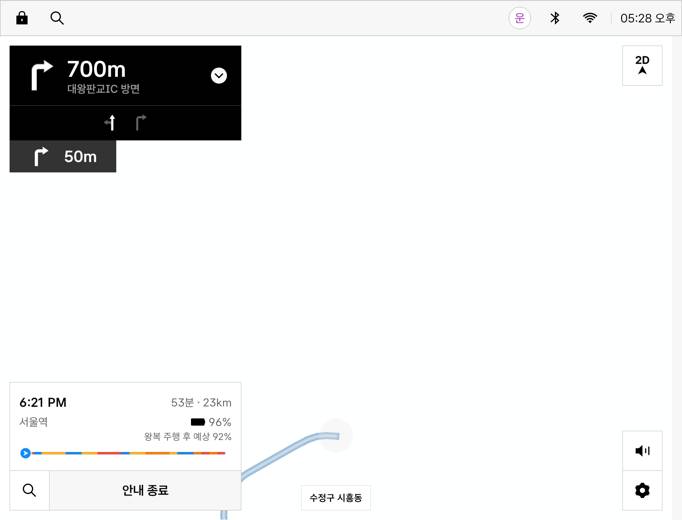 운
05:28 오후
700m
대왕판교IC 방면
50m
2D
6:21 PM
53분 · 23km
서울역
96%
왕복 주행 후 예상 92%
안내 종료
수정구 시흥동